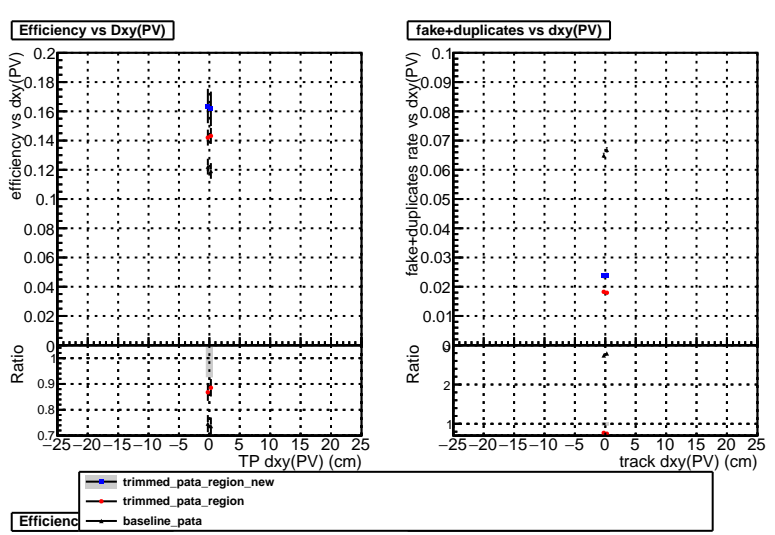 Efficiency vs Dxy(PV)
efficiency vs dxy(PV)
0.2
0.18
0.16
0.14
0.12
0.1
0.08
0.06
0.04
0.02
0
Ratio
1
0.9
0.8
0.7
−25 −20 −15 −10 −5 0 5 10 15 20 25
TP dxy(PV) (cm)
fake+duplicates vs dxy(PV)
fake+duplicates rate vs dxy(PV)
0.1
0.09
0.08
0.07
0.06
0.05
0.04
0.03
0.02
0.01
0
Ratio
2
1
−25 −20 −15 −10 −5 0 5 10 15 20 25
track dxy(PV) (cm)
trimmed_pata_region_new
trimmed_pata_region
baseline_pata
Efficienc